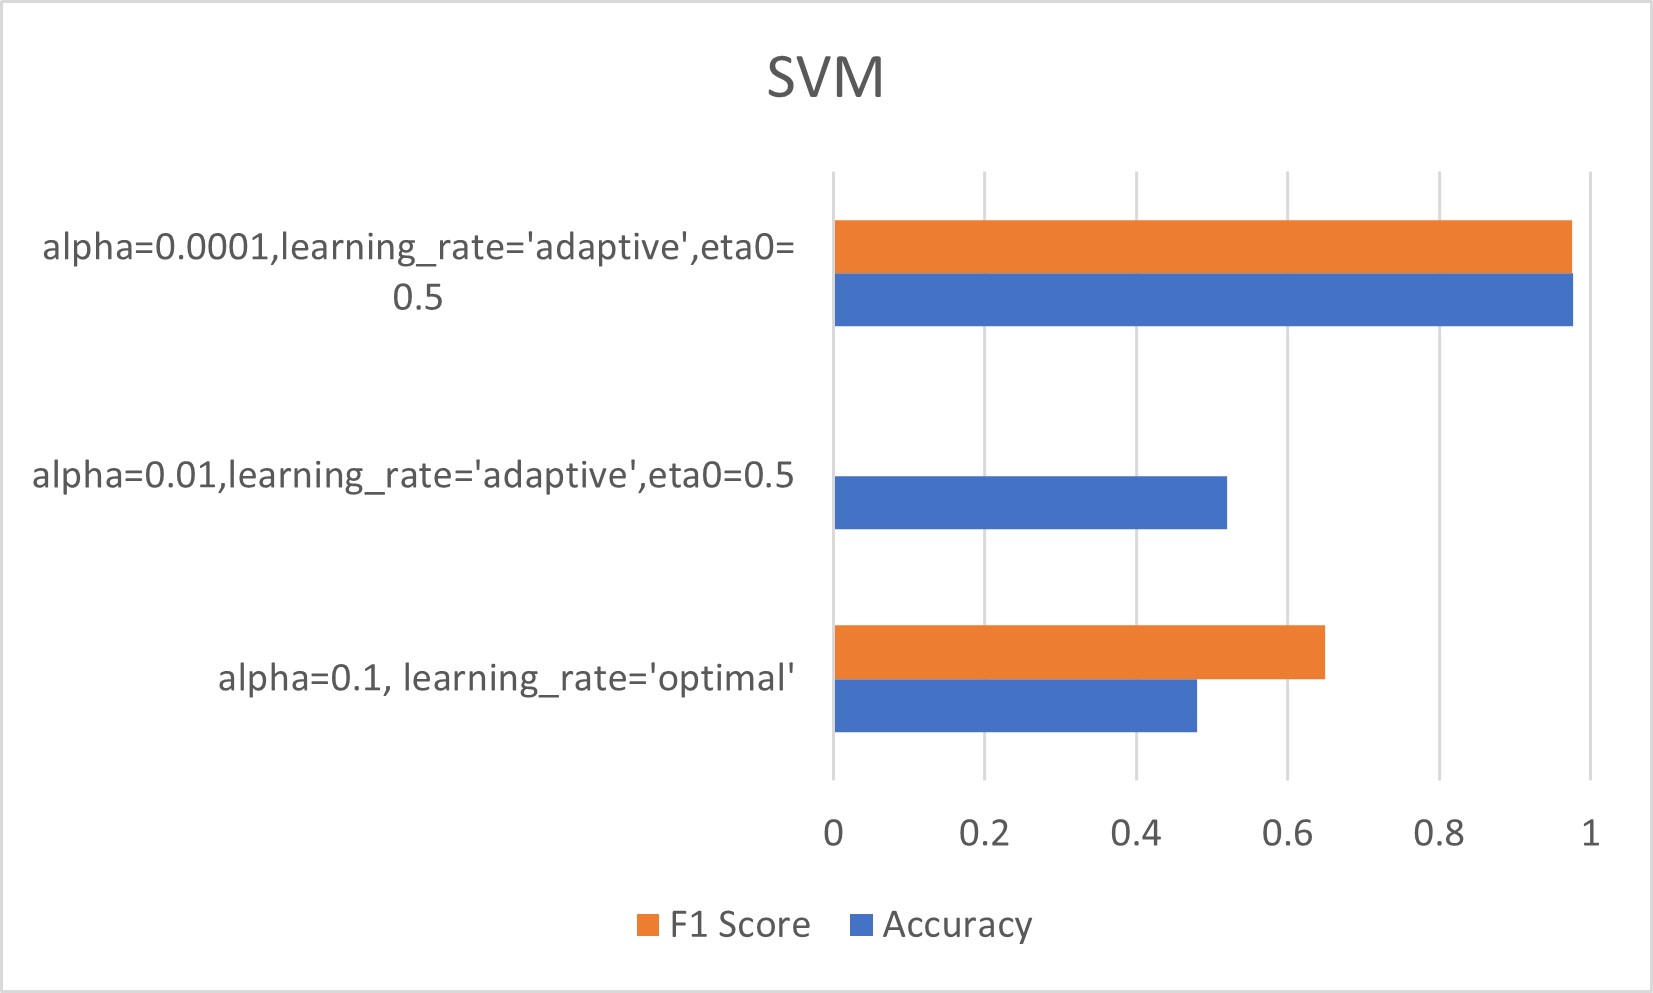 SVM
alpha=0.0001,learning_rate='adaptive',eta0=
0.5
alpha=0.01,learning_rate='adaptive',eta0=0.5
alpha=0.1, learning_rate='optimal'
0 0.2 0.4 0.6 0.8 1
F1 Score Accuracy